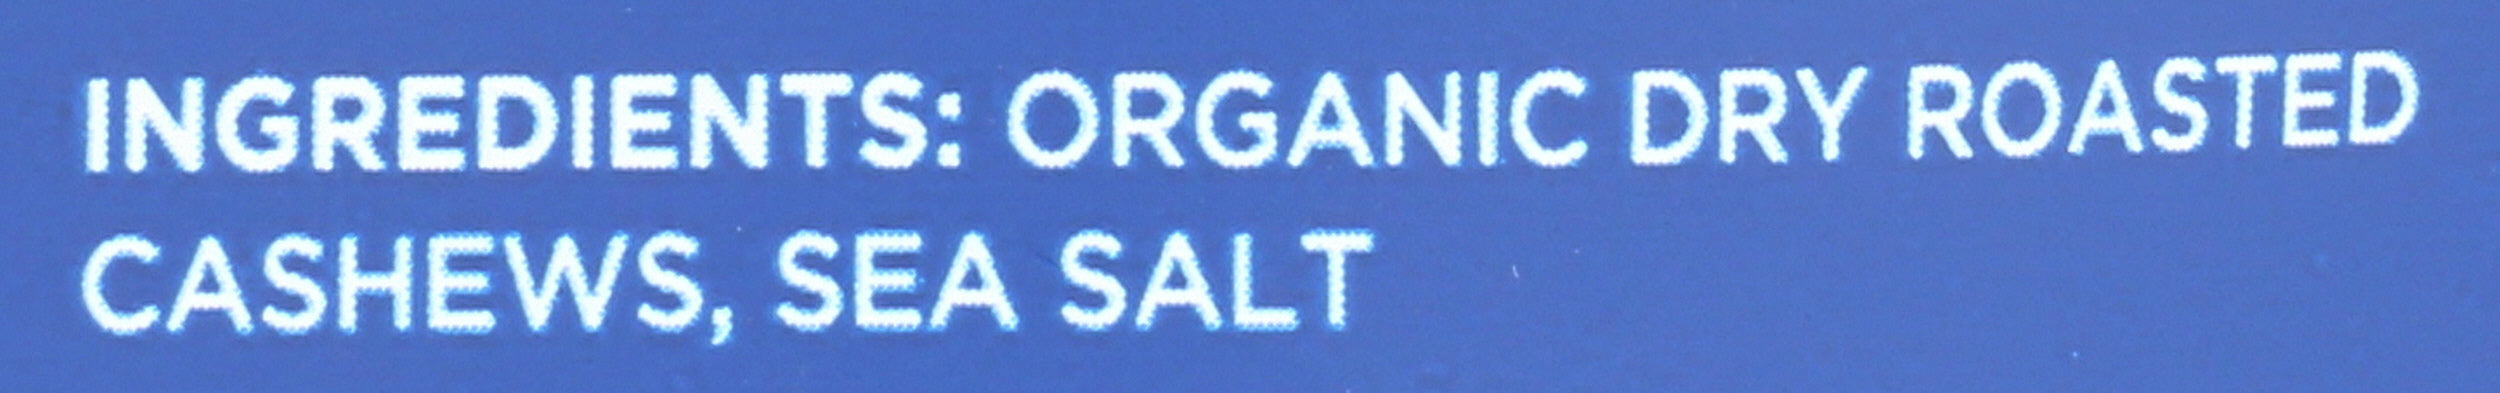 INGREDIENTS: ORGANIC DRY ROASTED
CASHEWS, SEA SALT